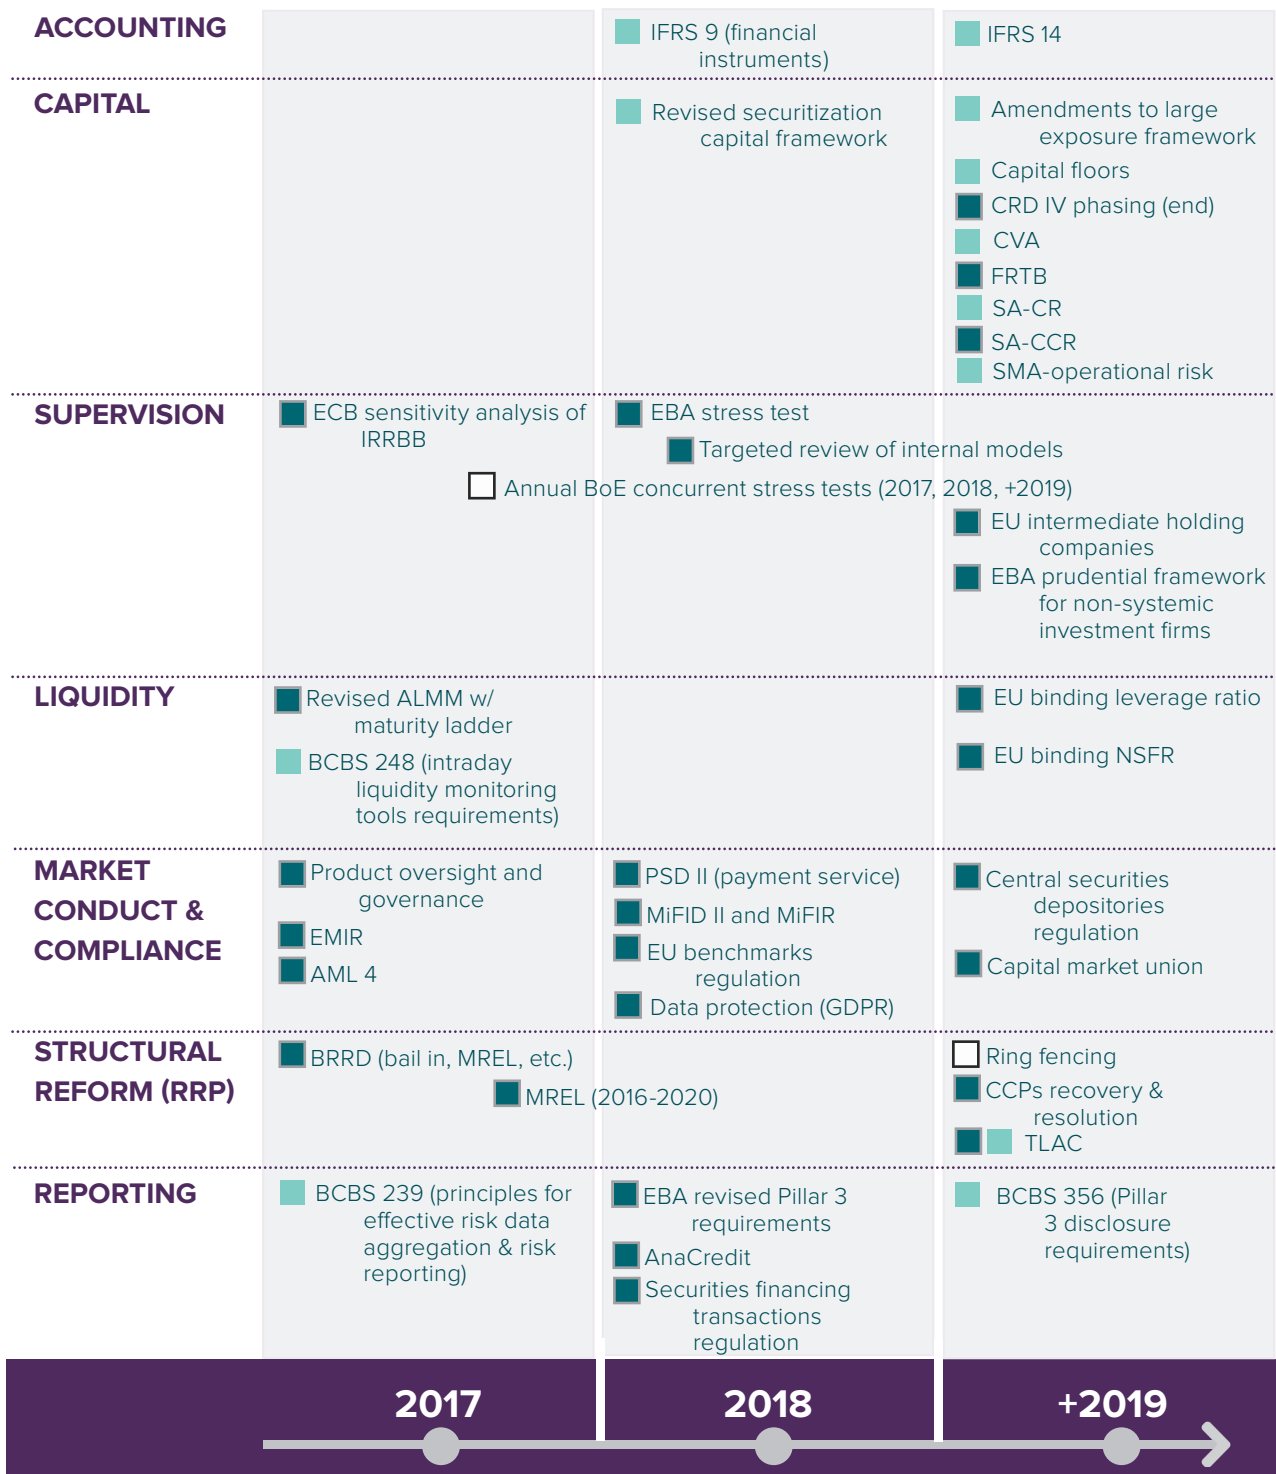 ACCOUNTING
IFRS 9 (financial
instruments)
IFRS 14
CAPITAL
Revised securitization
capital framework
Amendments to large
exposure framework
Capital floors
CRD IV phasing (end)
CVA
FRTB
SA-CR
SA-CCR
SMA-operational risk
SUPERVISION
ECB sensitivity analysis of
IRRBB
EBA stress test
Targeted review of internal models
Annual BoE concurrent stress tests (2017, 2018, +2019)
EU intermediate holding
companies
EBA prudential framework
for non-systemic
investment firms
LIQUIDITY
Revised ALMM w/
maturity ladder
BCBS 248 (intraday
liquidity monitoring
tools requirements)
EU binding leverage ratio
EU binding NSFR
MARKET
CONDUCT &
COMPLIANCE
Product oversight and
governance
EMIR
AML 4
PSD II (payment service)
MiFID II and MiFIR
EU benchmarks
regulation
Data protection (GDPR)
Central securities
depositories
regulation
Capital market union
STRUCTURAL
REFORM (RRP)
BRRD (bail in, MREL, etc.)
MREL (2016-2020)
Ring fencing
CCPs recovery &
resolution
TLAC
REPORTING
BCBS 239 (principles for
effective risk data
aggregation & risk
reporting)
EBA revised Pillar 3
requirements
AnaCredit
Securities financing
transactions
regulation
BCBS 356 (Pillar
3 disclosure
requirements)
2017
2018
+2019